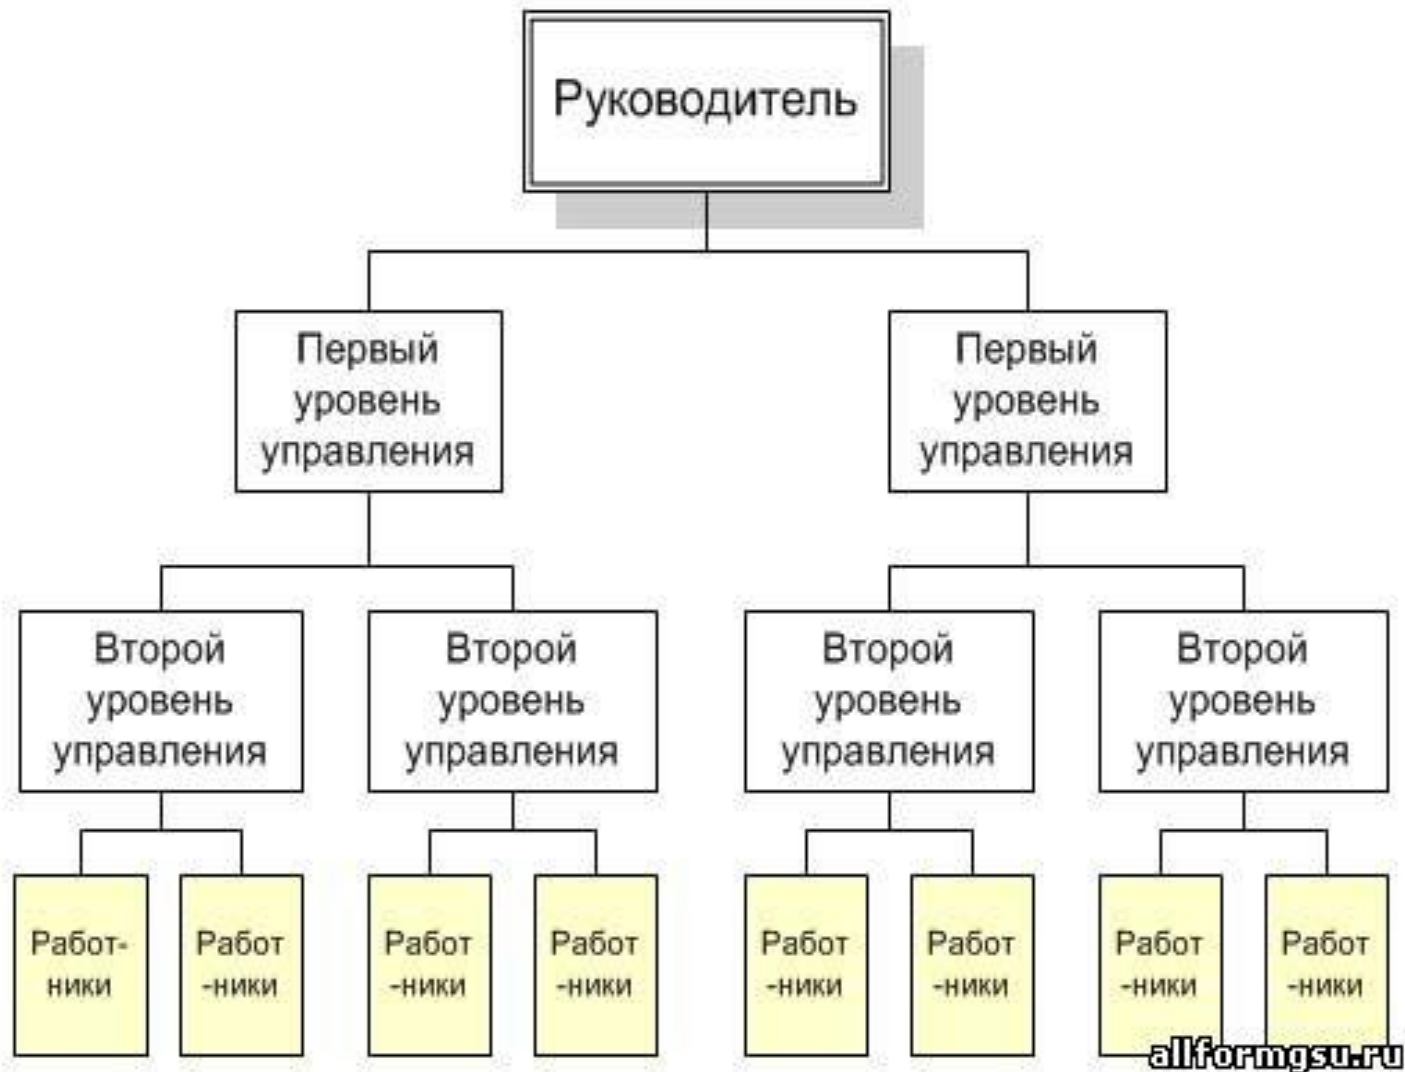 Руководитель
Первый
уровень
управления
Первый
уровень
управления
Второй
уровень
управления
Второй
уровень
управления
Второй
уровень
управления
Второй
уровень
управления
Работ-
ники
Работ
-ники
Работ
-ники
Работ
-ники
Работ
-ники
Работ
-ники
Работ
-ники
Работ
-ники
allformgsu.ru